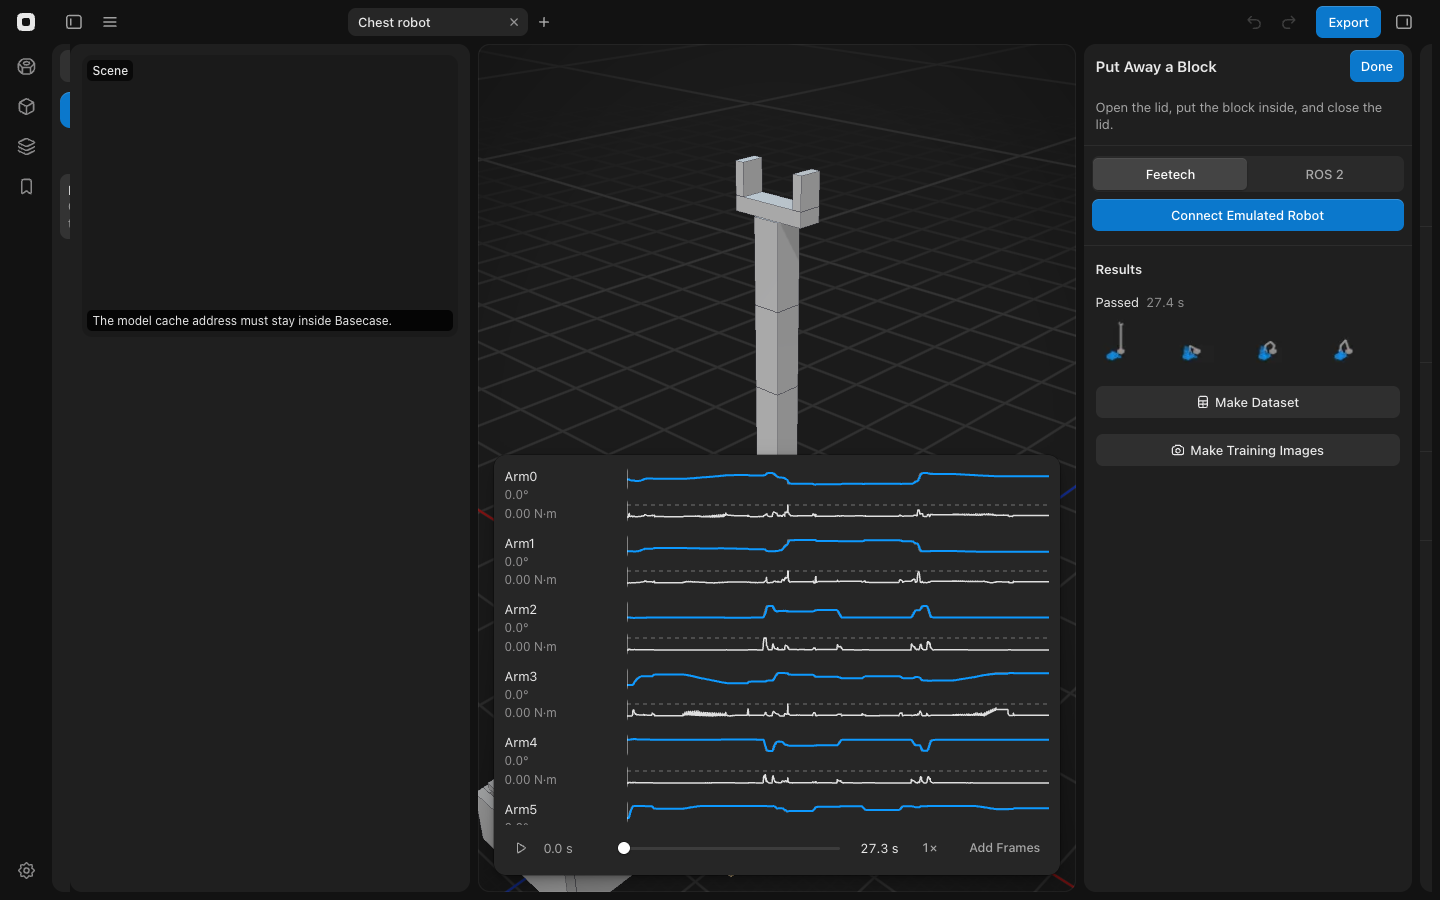 Chest robot
Export
Scene
The model cache address must stay inside Basecase.
Arm0
0.0°
0.00 N·m
Arm1
0.0°
0.00 N·m
Arm2
0.0°
0.00 N·m
Arm3
0.0°
0.00 N·m
Arm4
0.0°
0.00 N·m
Arm5
0.0 s
27.3 s
1×
Add Frames
Put Away a Block
Done
Open the lid, put the block inside, and close the
lid.
Feetech
ROS 2
Connect Emulated Robot
Results
Passed 27.4 s
Make Dataset
Make Training Images